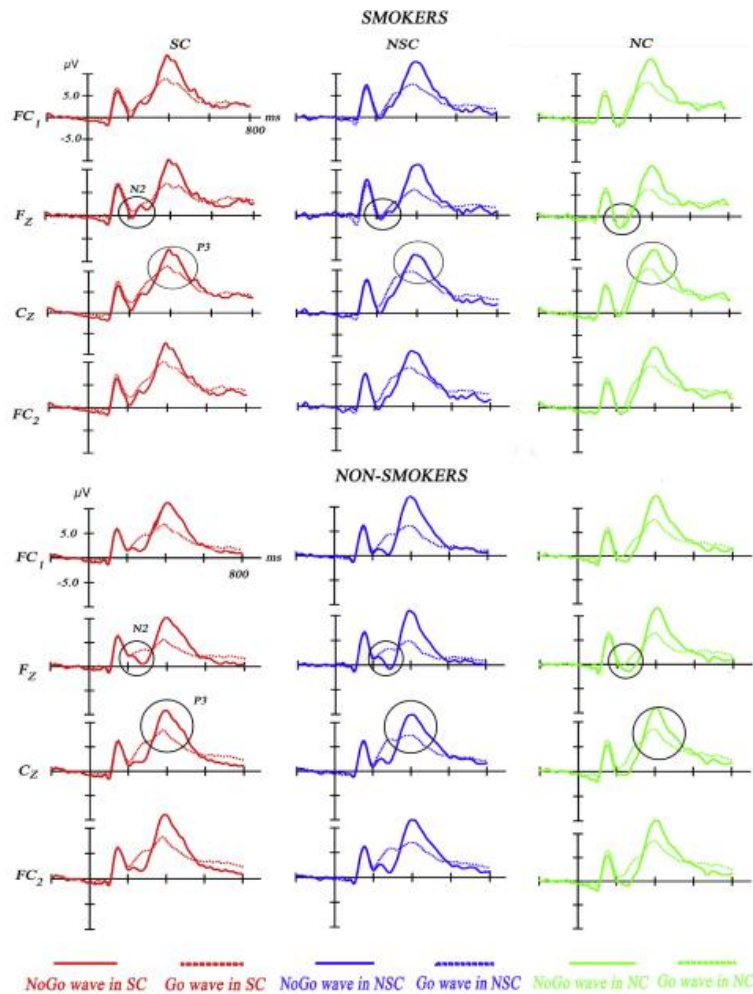 SMOKERS
SC NSC NC
μV
5.0
FC1 ms
-5.0 800
N2
FZ
P3
CZ
FC2
NON-SMOKERS
μV
5.0
FC1 ms
-5.0 800
N2
FZ
P3
CZ
FC2
NoGo wave in SC Go wave in SC NoGo wave in NSC Go wave in NSC NoGo wave in NC Go wave in NC